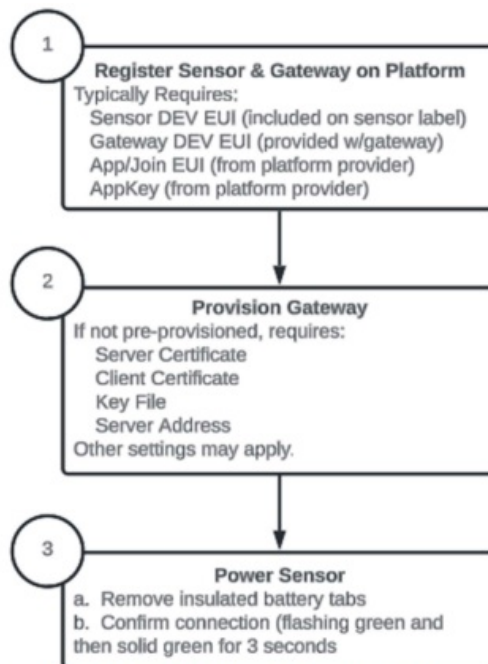 1
Register Sensor & Gateway on Platform
Typically Requires:
Sensor DEV EUI (included on sensor label)
Gateway DEV EUI (provided w/gateway)
App/Join EUI (from platform provider)
AppKey (from platform provider)
2
Provision Gateway
If not pre-provisioned, requires:
Server Certificate
Client Certificate
Key File
Server Address
Other settings may apply.
3
Power Sensor
a. Remove insulated battery tabs
b. Confirm connection (flashing green and
then solid green for 3 seconds